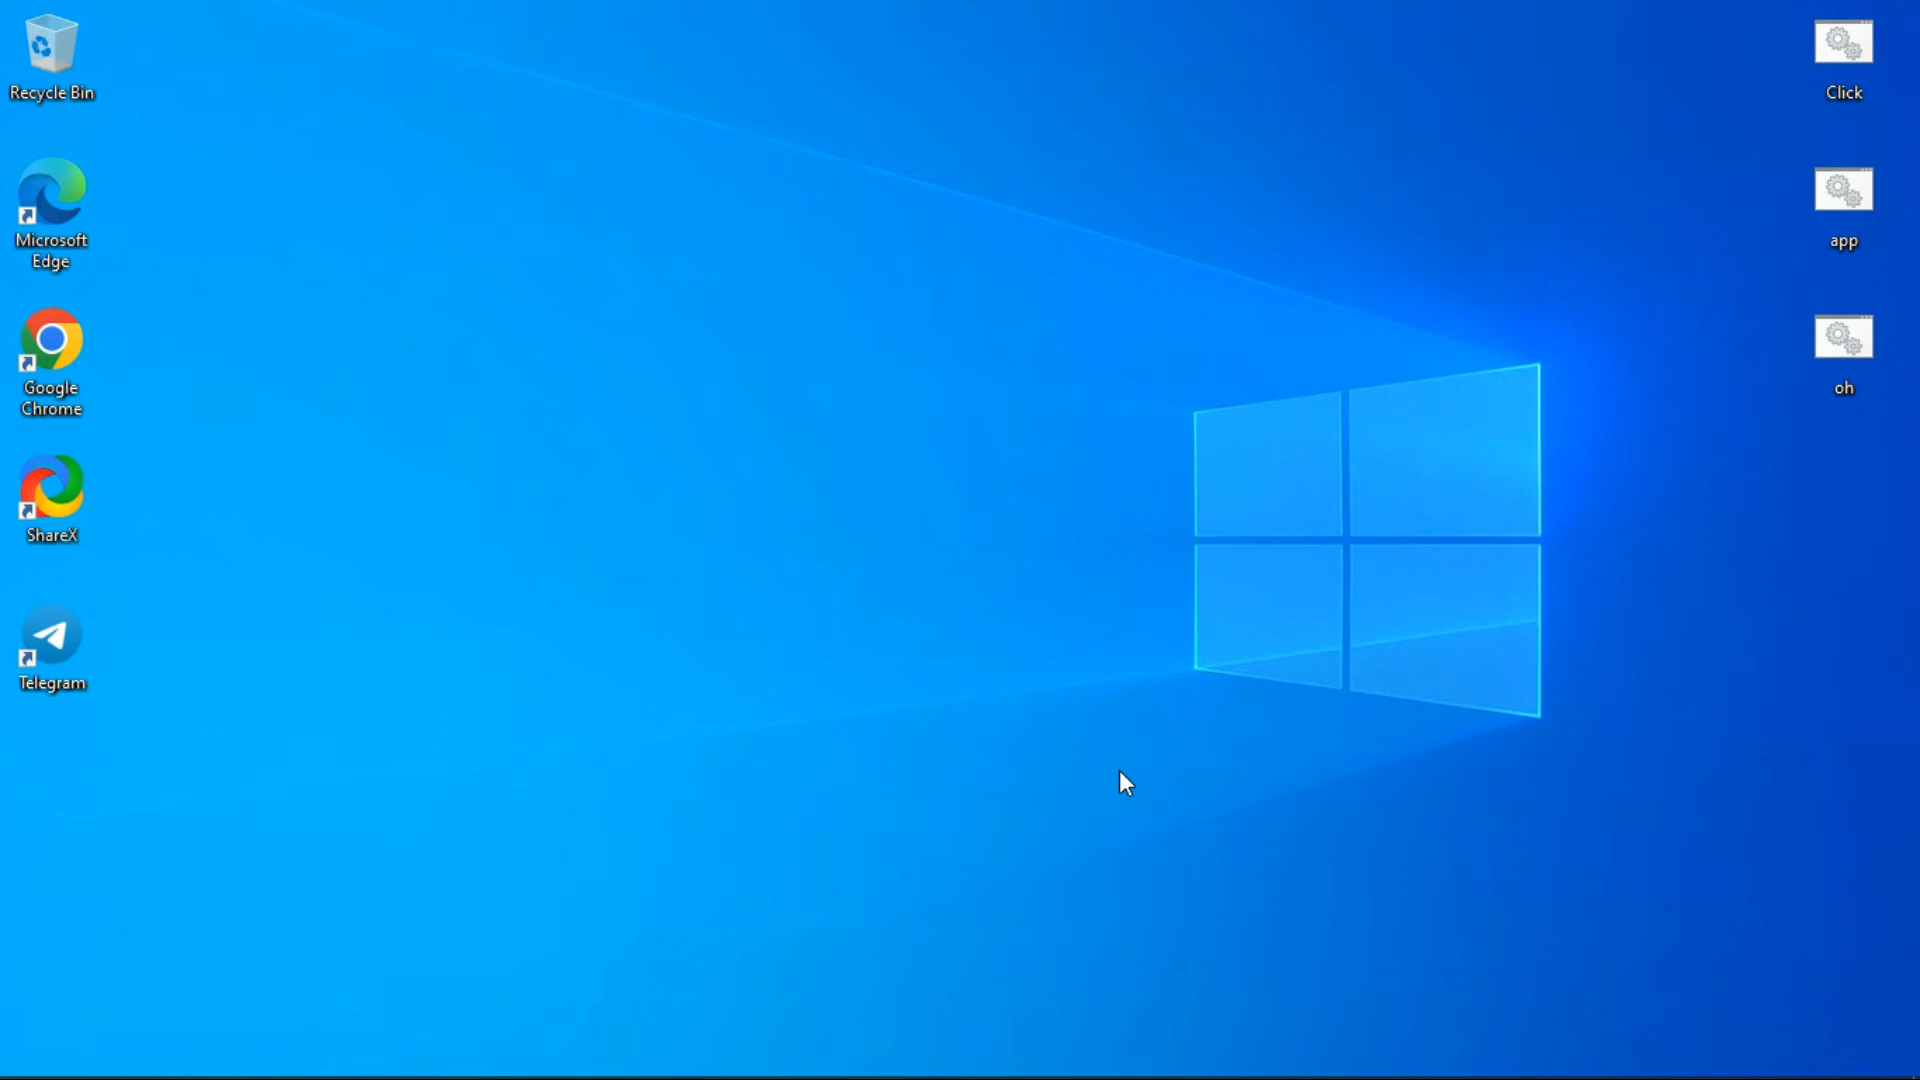 Recycle Bin
Microsoft
Edge
Google
Chrome
ShareX
Telegram
Click
app
oh